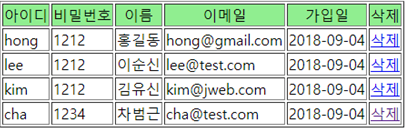 아이디 비밀번호 이름 이메일 가입일 삭제
hong 1212 홍길동 hong@gmail.com 2018-09-04 삭제
lee 1212 이순신 lee@test.com 2018-09-04 삭제
kim 1212 김유신 kim@jweb.com 2018-09-04 삭제
cha 1234 차범근 cha@test.com 2018-09-04 삭제